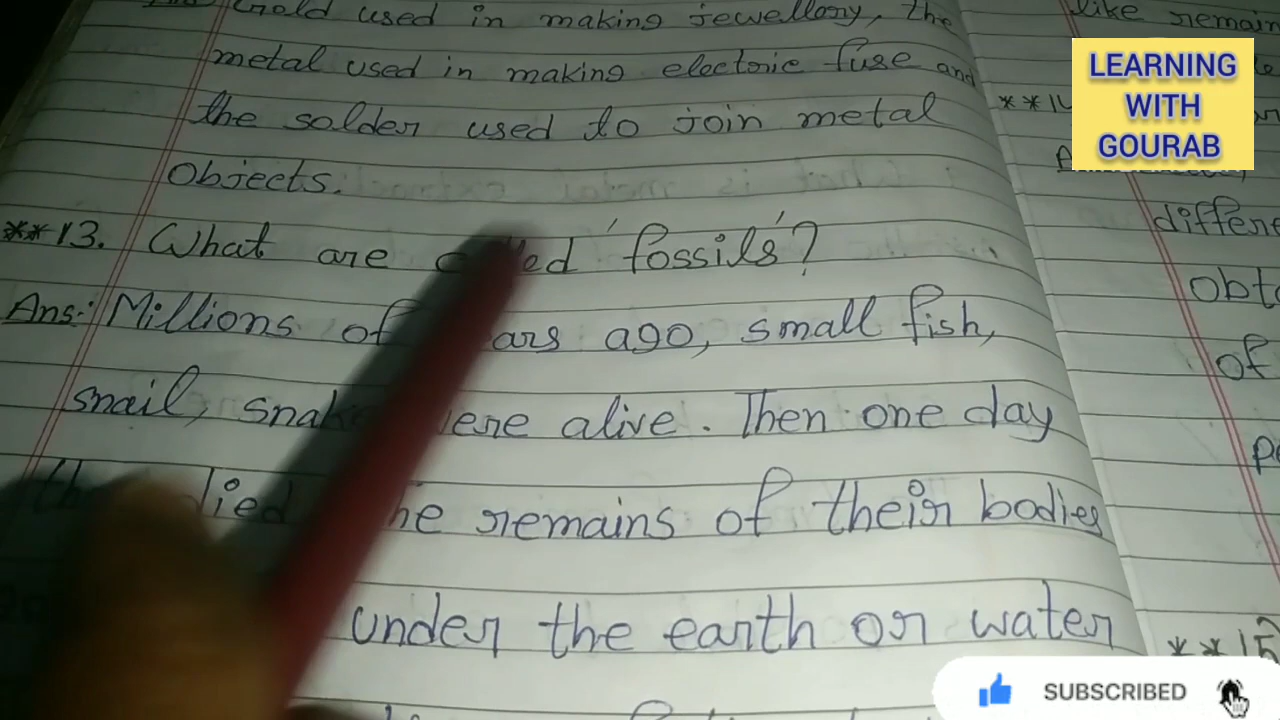 Gold used in making jewellory, the
metal used in making electric fuse and
the solder used to join metal
Objects.
**13. What are called 'fossils'?
Ans: Millions of ars ago, small fish,
snail, snake were alive. Then one day
died the remains of their bodies
under the earth or water
like remain
differe
obt
of
**15
LEARNING
WITH
GOURAB
SUBSCRIBED